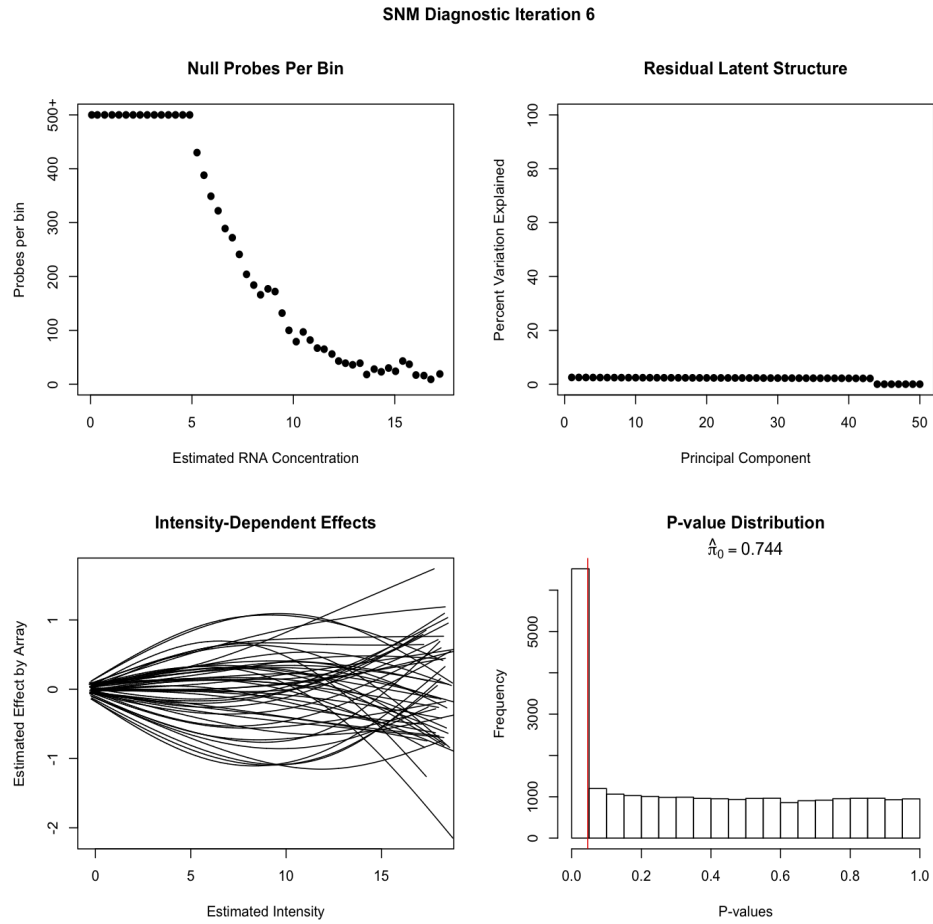 SNM Diagnostic Iteration 6
Null Probes Per Bin
Probes per bin
500+
400
300
200
100
0
0 5 10 15
Estimated RNA Concentration
Residual Latent Structure
Percent Variation Explained
100
80
60
40
20
0
0 10 20 30 40 50
Principal Component
Intensity-Dependent Effects
Estimated Effect by Array
1
0
-1
-2
0 5 10 15
Estimated Intensity
P-value Distribution
π̂₀ = 0.744
Frequency
5000
3000
1000
0
0.0 0.2 0.4 0.6 0.8 1.0
P-values